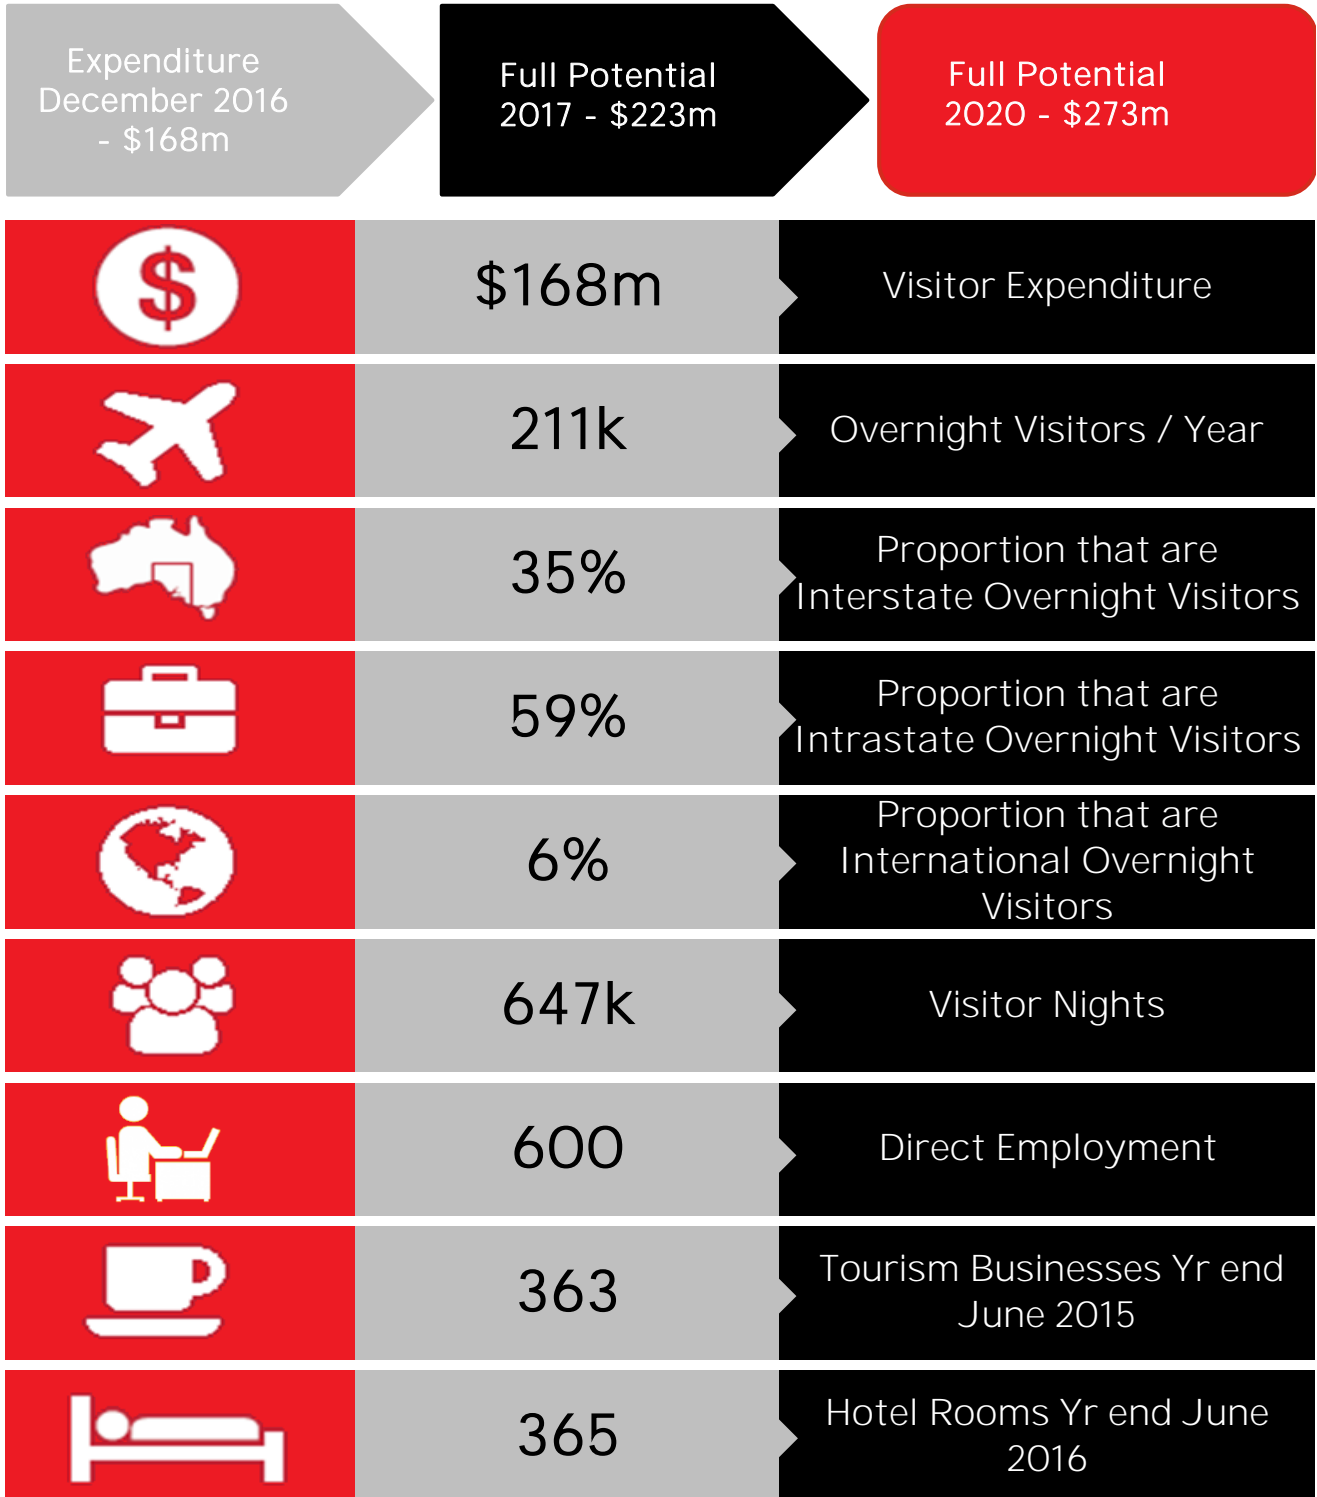 Expenditure
December 2016
- $168m
Full Potential
2017 - $223m
Full Potential
2020 - $273m
$
$168m
Visitor Expenditure
211k
Overnight Visitors / Year
35%
Proportion that are
Interstate Overnight Visitors
59%
Proportion that are
Intrastate Overnight Visitors
6%
Proportion that are
International Overnight
Visitors
647k
Visitor Nights
600
Direct Employment
363
Tourism Businesses Yr end
June 2015
365
Hotel Rooms Yr end June
2016